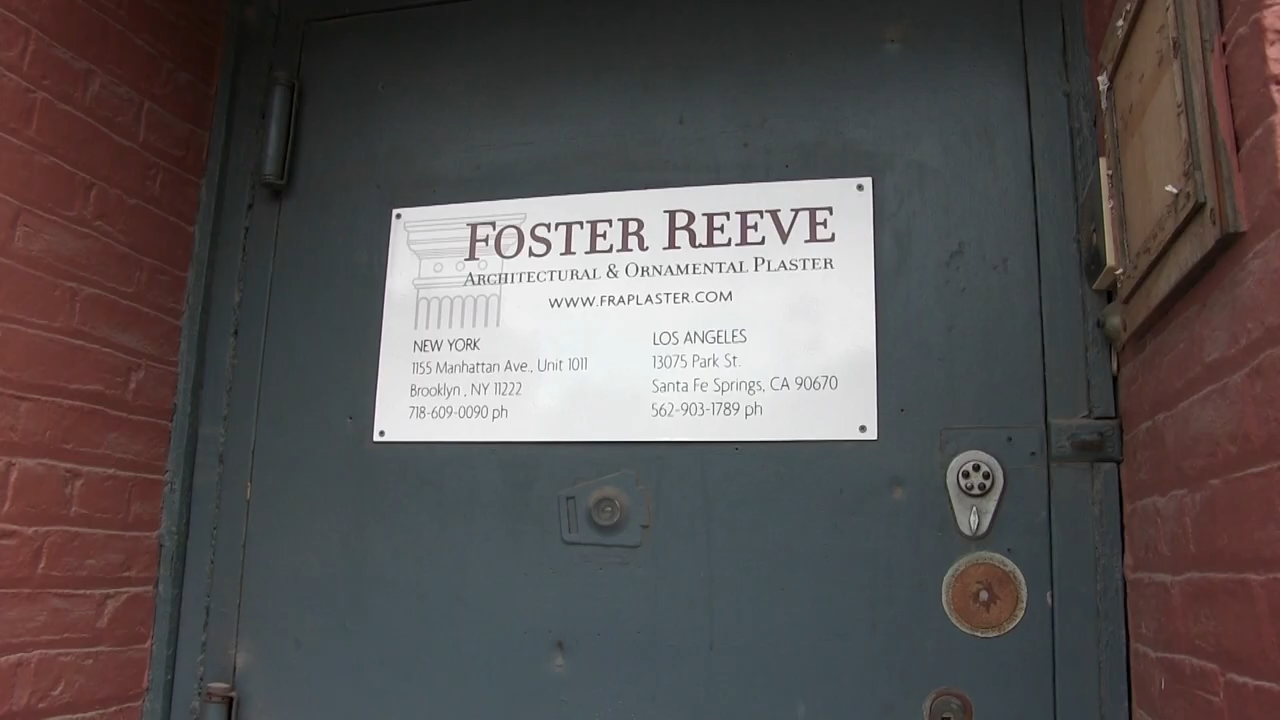 FOSTER REEVE
ARCHITECTURAL & ORNAMENTAL PLASTER
WWW.FRAPLASTER.COM
NEW YORK
1155 Manhattan Ave., Unit 1011
Brooklyn , NY 11222
718-609-0090 ph
LOS ANGELES
13075 Park St.
Santa Fe Springs, CA 90670
562-903-1789 ph